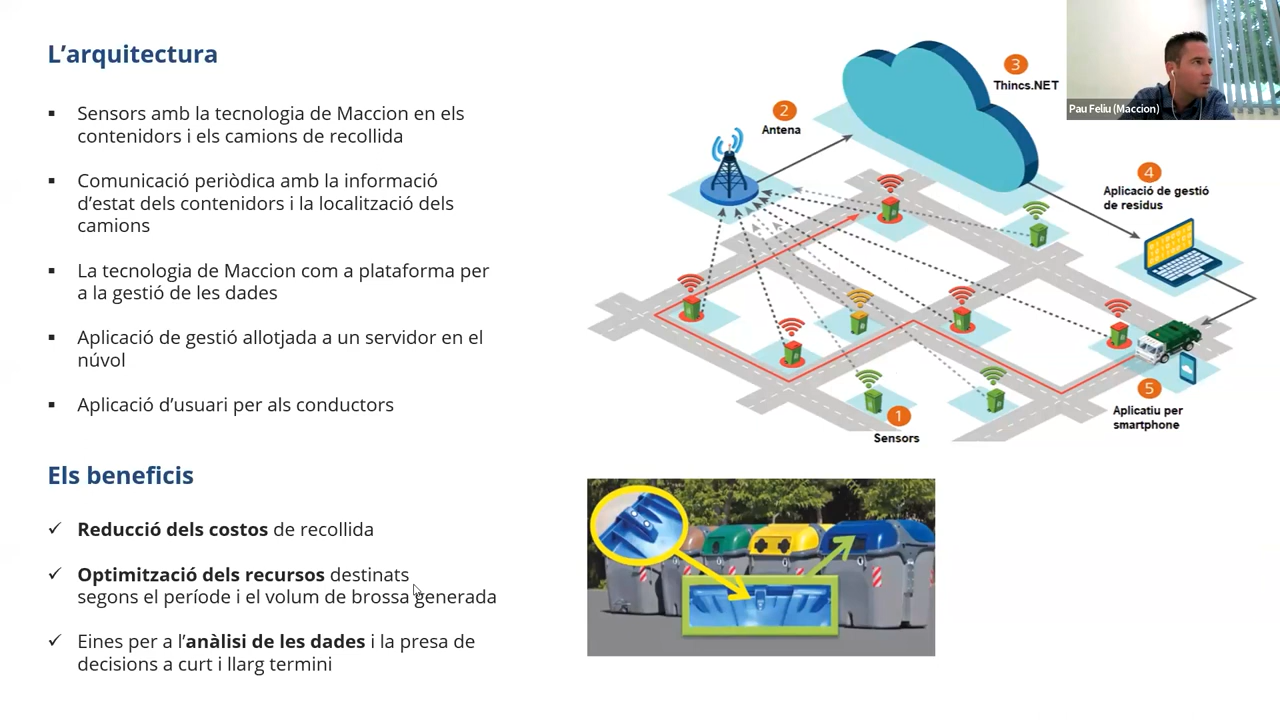 L’arquitectura
▪ Sensors amb la tecnologia de Maccion en els
contenidors i els camions de recollida
▪ Comunicació periòdica amb la informació
d’estat dels contenidors i la localització dels
camions
▪ La tecnologia de Maccion com a plataforma per
a la gestió de les dades
▪ Aplicació de gestió allotjada a un servidor en el
núvol
▪ Aplicació d’usuari per als conductors
Els beneficis
✓ Reducció dels costos de recollida
✓ Optimització dels recursos destinats
segons el període i el volum de brossa generada
✓ Eines per a l’anàlisi de les dades i la presa de
decisions a curt i llarg termini
3
Thincs.NET
2
Antena
4
Aplicació de gestió
de residus
5
Aplicatiu per
smartphone
1
Sensors
Pau Feliu (Maccion)